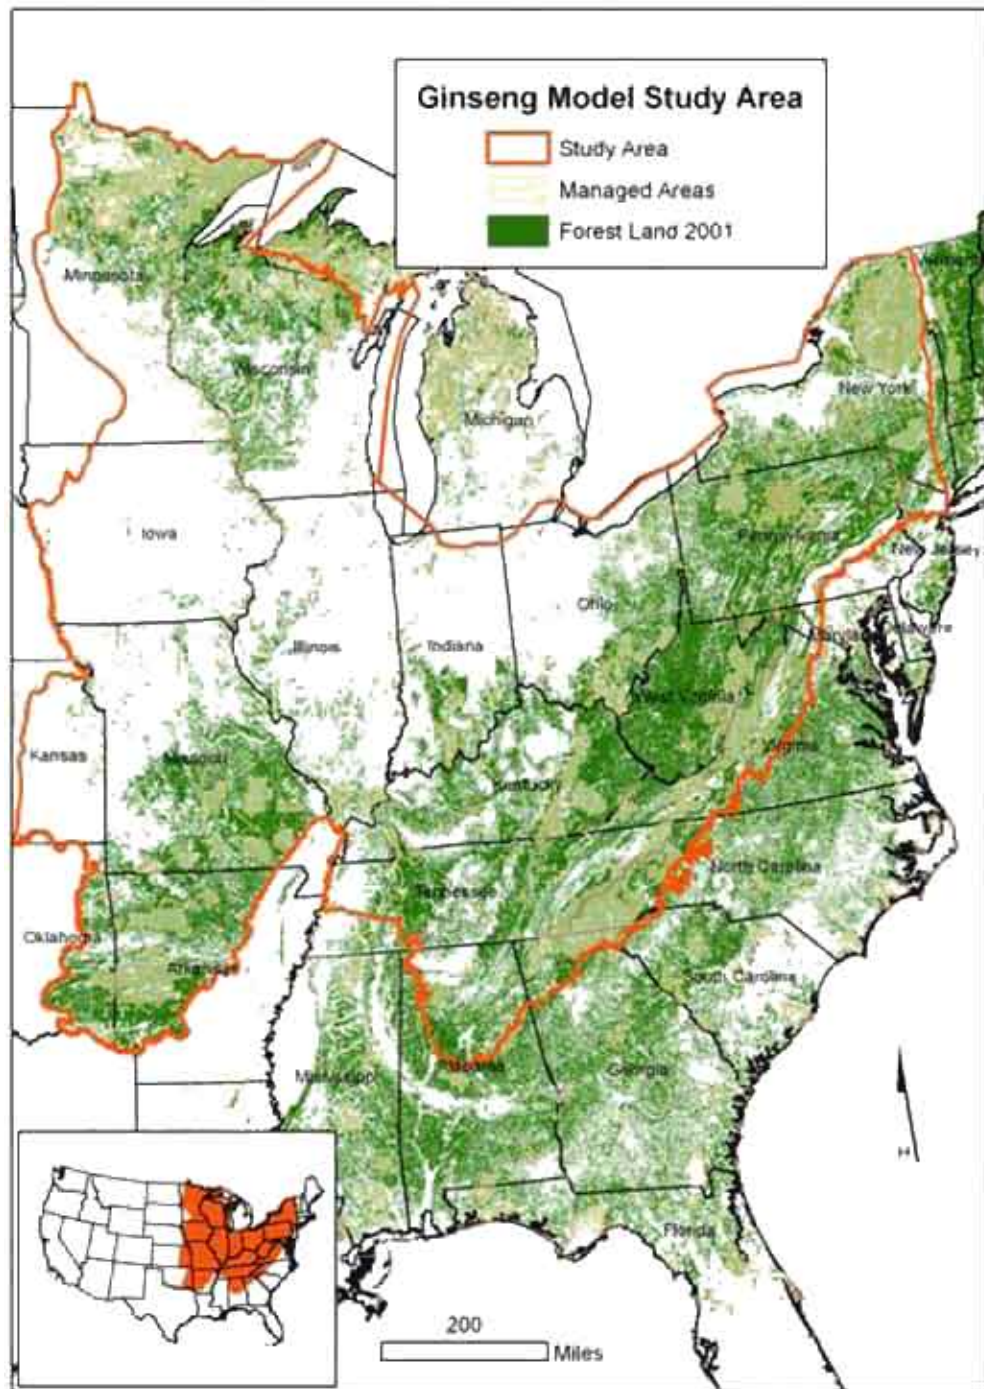 Ginseng Model Study Area
Study Area
Managed Areas
Forest Land 2001
Minnesota
Vermont
Wisconsin
New York
Michigan
Iowa
Pennsylvania
New Jersey
Ohio
Illinois
Indiana
Maryland
Delaware
West Virginia
Kansas
Missouri
Virginia
Kentucky
Tennessee
North Carolina
Oklahoma
Arkansas
South Carolina
Mississippi
Alabama
Georgia
N
Florida
200
Miles